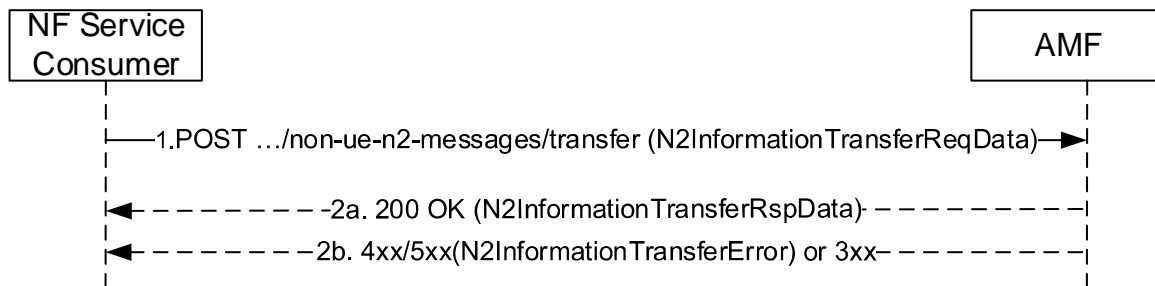 NF Service
Consumer
AMF
1.POST …/non-ue-n2-messages/transfer (N2InformationTransferReqData)
2a. 200 OK (N2InformationTransferRspData)
2b. 4xx/5xx(N2InformationTransferError) or 3xx